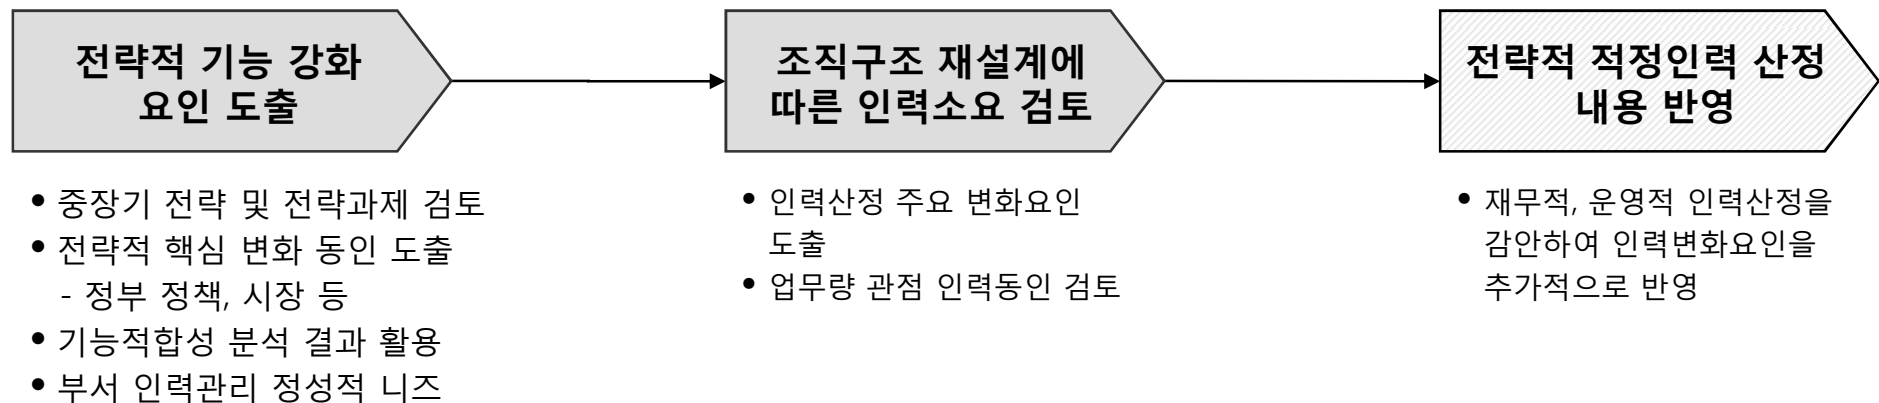 전략적 기능 강화
요인 도출
• 중장기 전략 및 전략과제 검토
• 전략적 핵심 변화 동인 도출
- 정부 정책, 시장 등
• 기능적합성 분석 결과 활용
• 부서 인력관리 정성적 니즈
조직구조 재설계에
따른 인력소요 검토
• 인력산정 주요 변화요인
도출
• 업무량 관점 인력동인 검토
전략적 적정인력 산정
내용 반영
• 재무적, 운영적 인력산정을
감안하여 인력변화요인을
추가적으로 반영